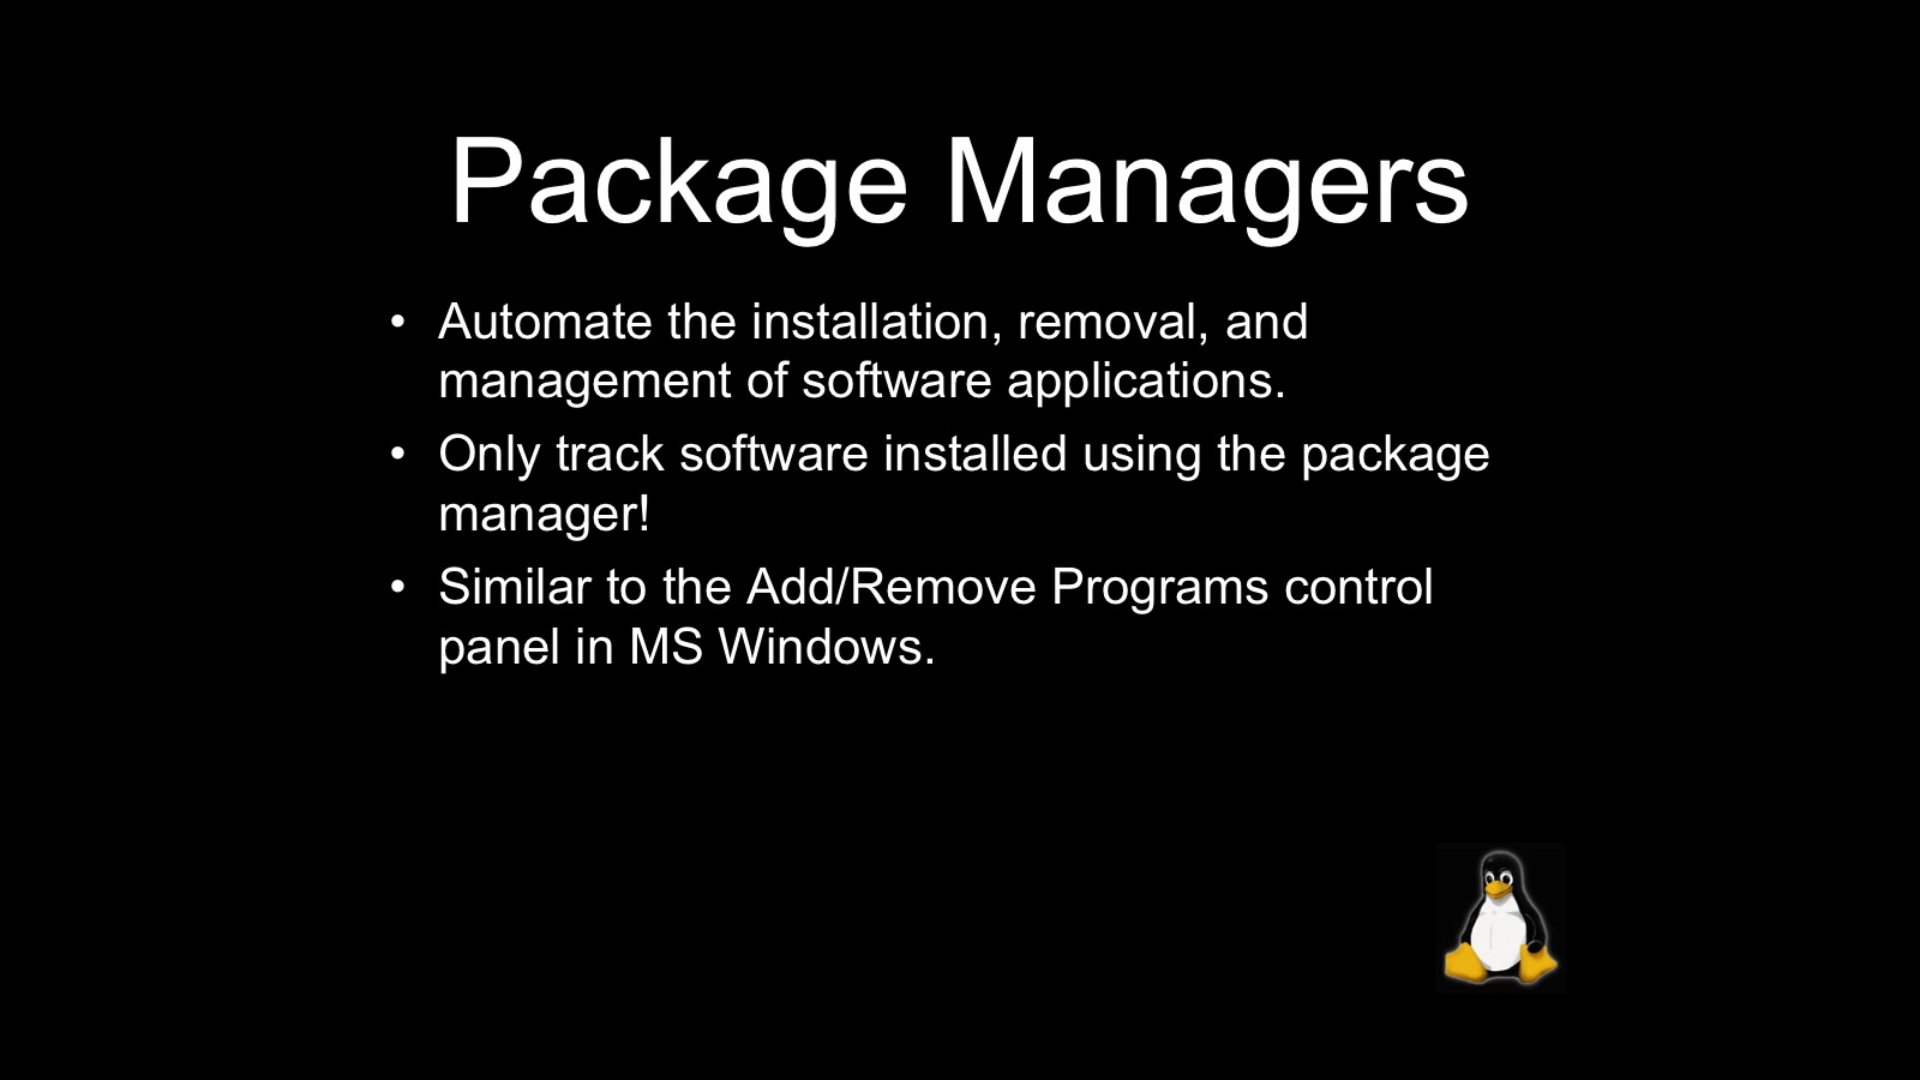 Package Managers
• Automate the installation, removal, and
management of software applications.
• Only track software installed using the package
manager!
• Similar to the Add/Remove Programs control
panel in MS Windows.